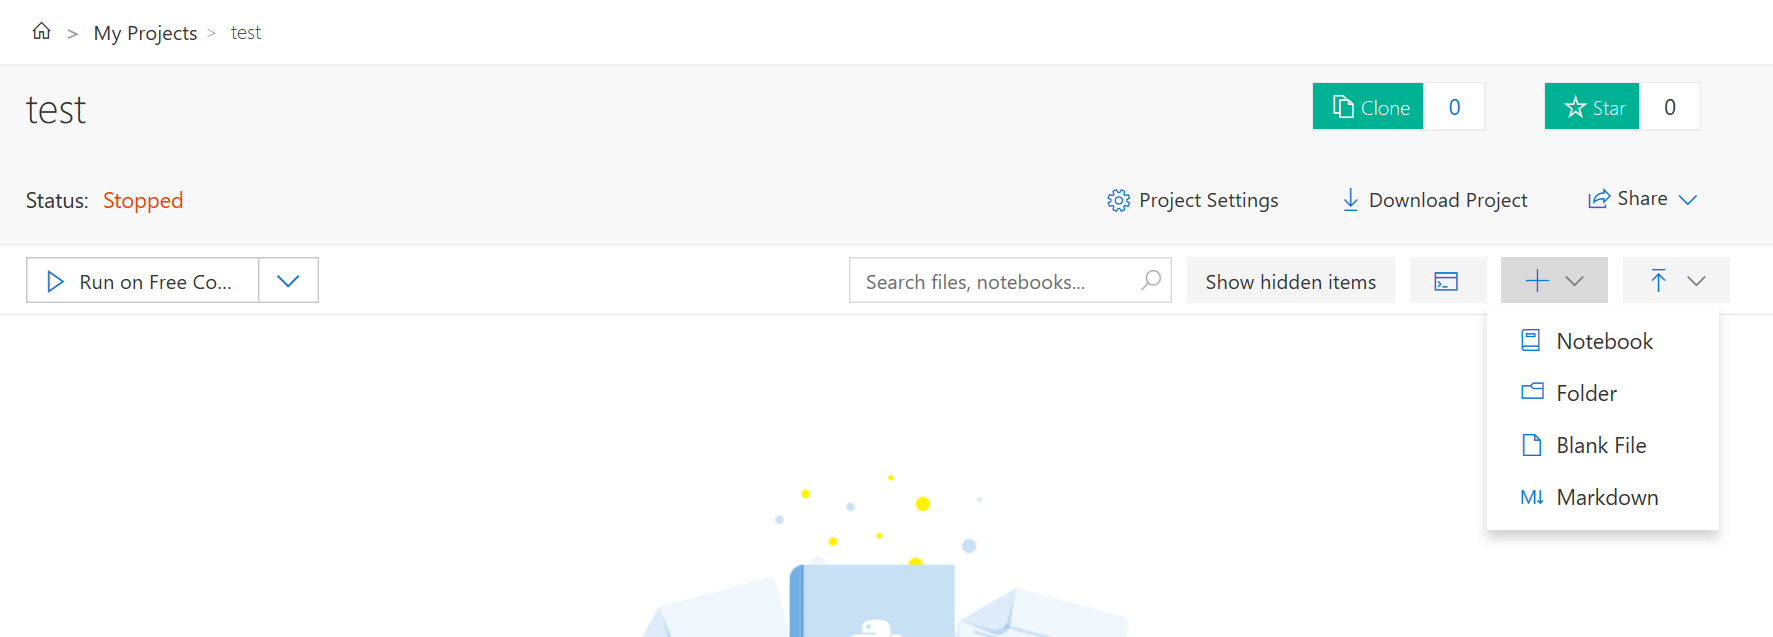 > My Projects > test
test
Clone 0
Star 0
Status: Stopped
Project Settings
Download Project
Share
Run on Free Co...
Search files, notebooks...
Show hidden items
Notebook
Folder
Blank File
M↓ Markdown